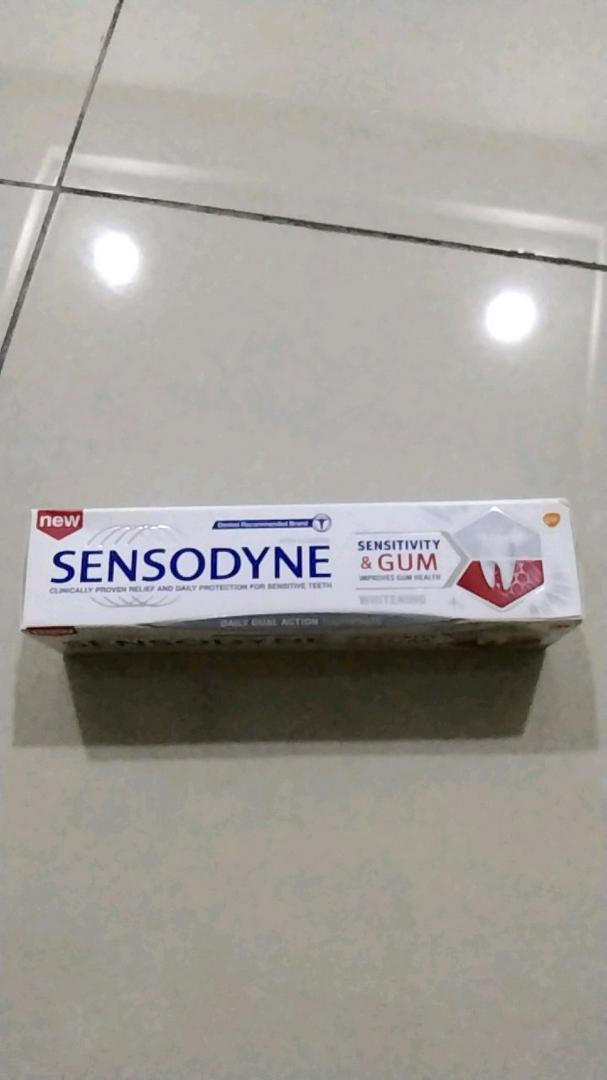 new
Dentist Recommended Brand
SENSODYNE
CLINICALLY PROVEN RELIEF AND DAILY PROTECTION FOR SENSITIVE TEETH
SENSITIVITY
& GUM
IMPROVES GUM HEALTH
WHITENING
DAILY DUAL ACTION
SENSODYNE